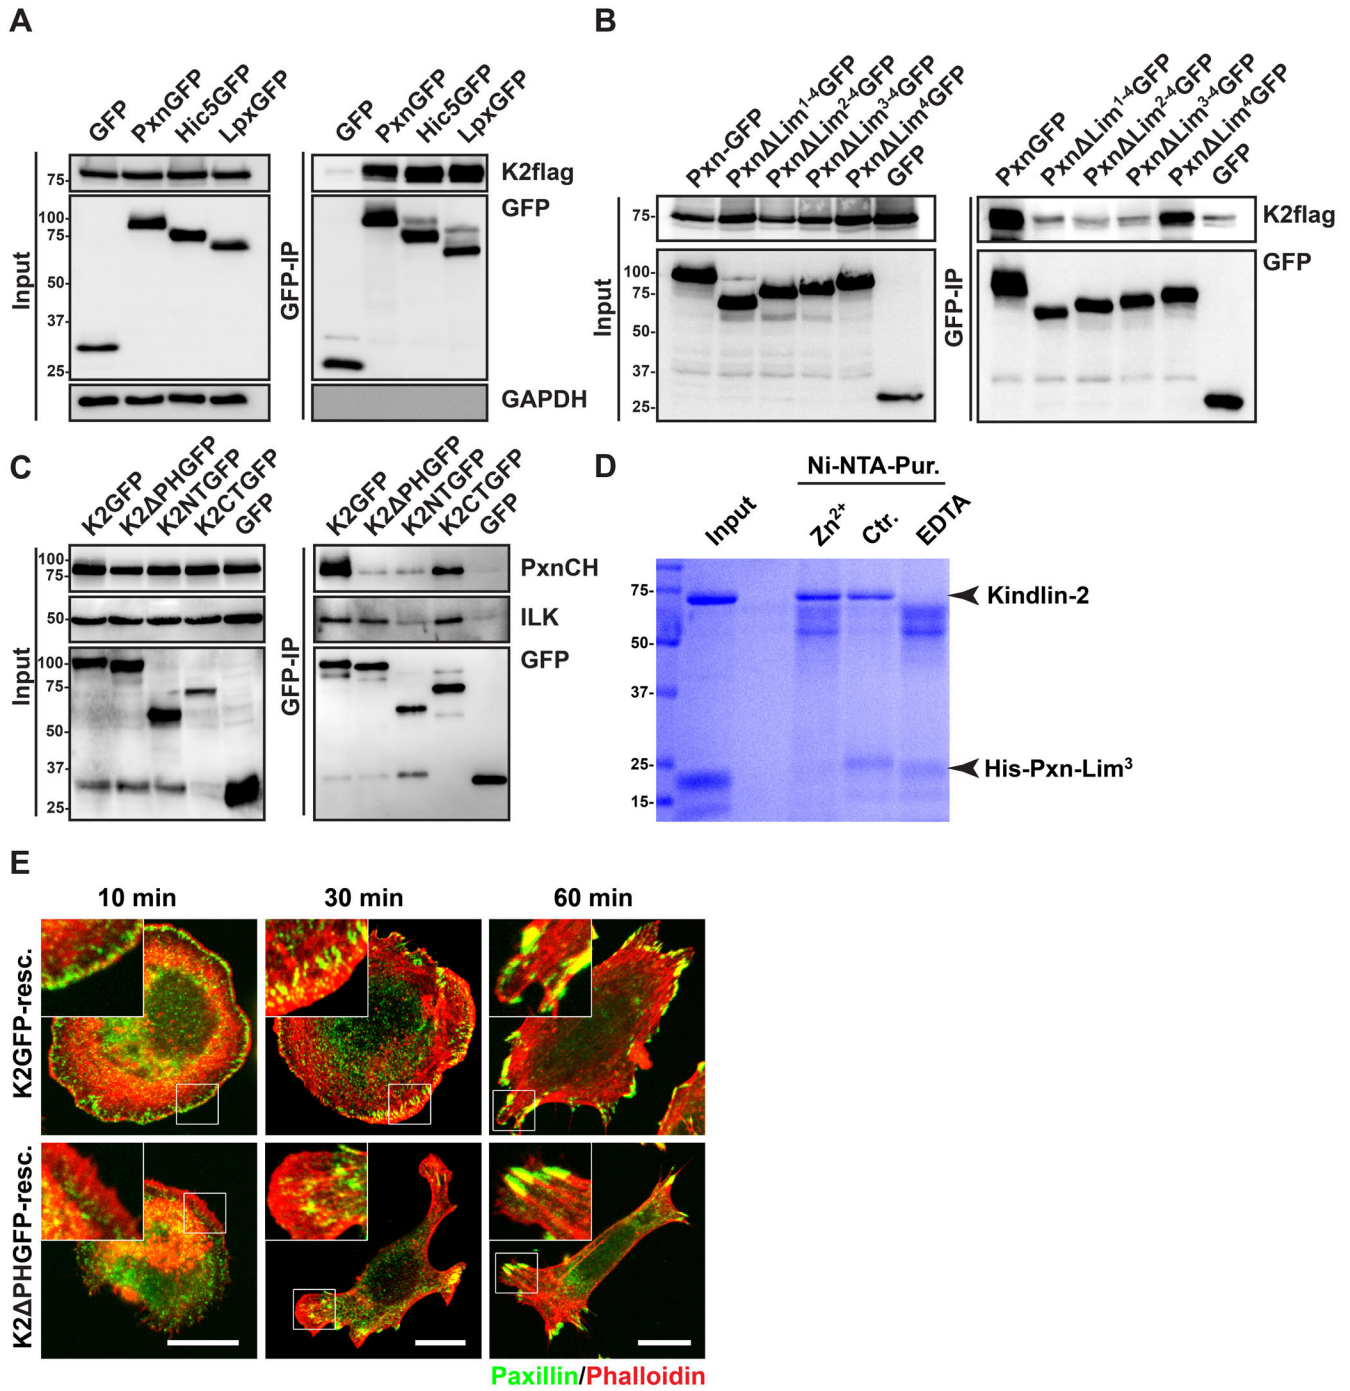 A
GFP
PxnGFP
Hic5GFP
LpxGFP
GFP
PxnGFP
Hic5GFP
LpxGFP
Input
GFP-IP
75-
100-
75-
50-
37-
25-
K2flag
GFP
GAPDH
B
Pxn-GFP
PxnΔLim1-4GFP
PxnΔLim2-4GFP
PxnΔLim3-4GFP
PxnΔLim4GFP
GFP
PxnGFP
PxnΔLim1-4GFP
PxnΔLim2-4GFP
PxnΔLim3-4GFP
PxnΔLim4GFP
GFP
Input
GFP-IP
75-
100-
75-
50-
37-
25-
K2flag
GFP
C
K2GFP
K2ΔPHGFP
K2NTGFP
K2CTGFP
GFP
K2GFP
K2ΔPHGFP
K2NTGFP
K2CTGFP
GFP
Input
GFP-IP
100-
75-
50-
100-
75-
50-
37-
25-
PxnCH
ILK
GFP
D
Ni-NTA-Pur.
Input
Zn2+
Ctr.
EDTA
75-
50-
37-
25-
15-
Kindlin-2
His-Pxn-Lim3
E
10 min
30 min
60 min
K2GFP-resc.
K2ΔPHGFP-resc.
Paxillin/Phalloidin